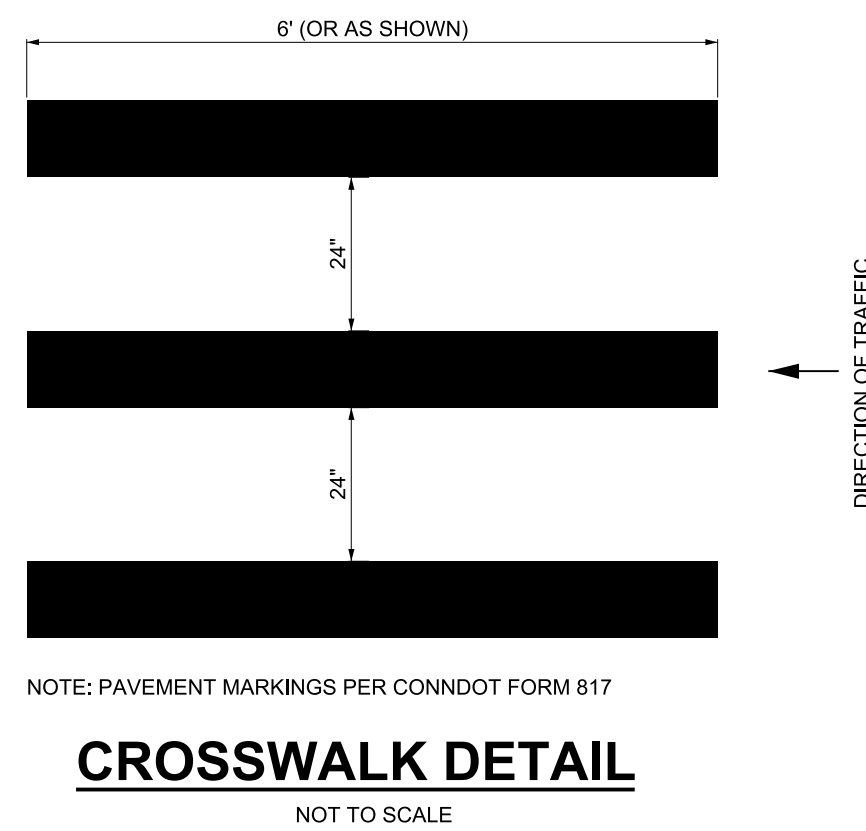 6' (OR AS SHOWN)
24"
DIRECTION OF TRAFFIC
24"
NOTE: PAVEMENT MARKINGS PER CONNDOT FORM 817
CROSSWALK DETAIL
NOT TO SCALE